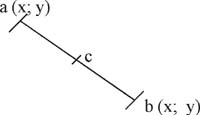 a (x; y)
c
b (x; y)